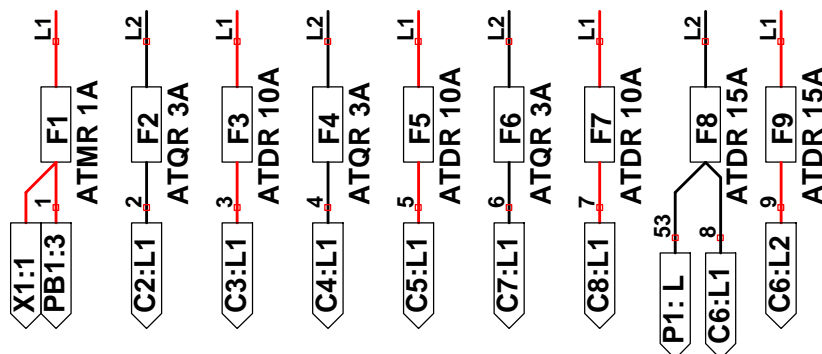 L1
L2
L1
L2
L1
L2
L1
L2
L1
F1
ATMR 1A
F2
ATQR 3A
F3
ATDR 10A
F4
ATQR 3A
F5
ATDR 10A
F6
ATQR 3A
F7
ATDR 10A
F8
ATDR 15A
F9
ATDR 15A
1
2
3
4
5
6
7
53
8
9
X1:1
PB1:3
C2:L1
C3:L1
C4:L1
C5:L1
C7:L1
C8:L1
P1: L
C6:L1
C6:L2